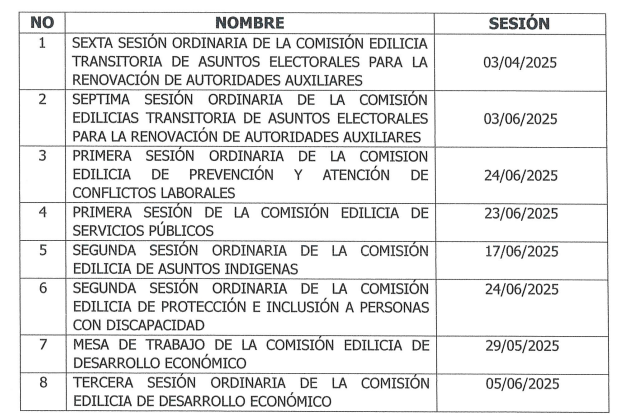 NO NOMBRE SESIÓN
1 SEXTA SESIÓN ORDINARIA DE LA COMISIÓN EDILICIA
TRANSITORIA DE ASUNTOS ELECTORALES PARA LA 03/04/2025
RENOVACIÓN DE AUTORIDADES AUXILIARES
2 SEPTIMA SESIÓN ORDINARIA DE LA COMISIÓN
EDILICIAS TRANSITORIA DE ASUNTOS ELECTORALES 03/06/2025
PARA LA RENOVACIÓN DE AUTORIDADES AUXILIARES
3 PRIMERA SESIÓN ORDINARIA DE LA COMISION
EDILICIA DE PREVENCIÓN Y ATENCIÓN DE 24/06/2025
CONFLICTOS LABORALES
4 PRIMERA SESIÓN DE LA COMISIÓN EDILICIA DE 23/06/2025
SERVICIOS PÚBLICOS
5 SEGUNDA SESIÓN ORDINARIA DE LA COMISIÓN 17/06/2025
EDILICIA DE ASUNTOS INDIGENAS
6 SEGUNDA SESIÓN ORDINARIA DE LA COMISIÓN 24/06/2025
EDILICIA DE PROTECCIÓN E INCLUSIÓN A PERSONAS
CON DISCAPACIDAD
7 MESA DE TRABAJO DE LA COMISIÓN EDILICIA DE 29/05/2025
DESARROLLO ECONÓMICO
8 TERCERA SESIÓN ORDINARIA DE LA COMISIÓN 05/06/2025
EDILICIA DE DESARROLLO ECONÓMICO